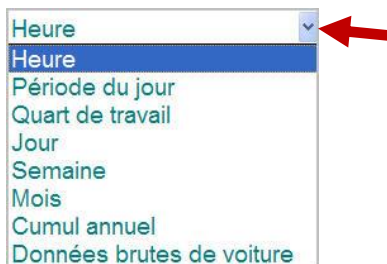 Heure
Heure
Période du jour
Quart de travail
Jour
Semaine
Mois
Cumul annuel
Données brutes de voiture